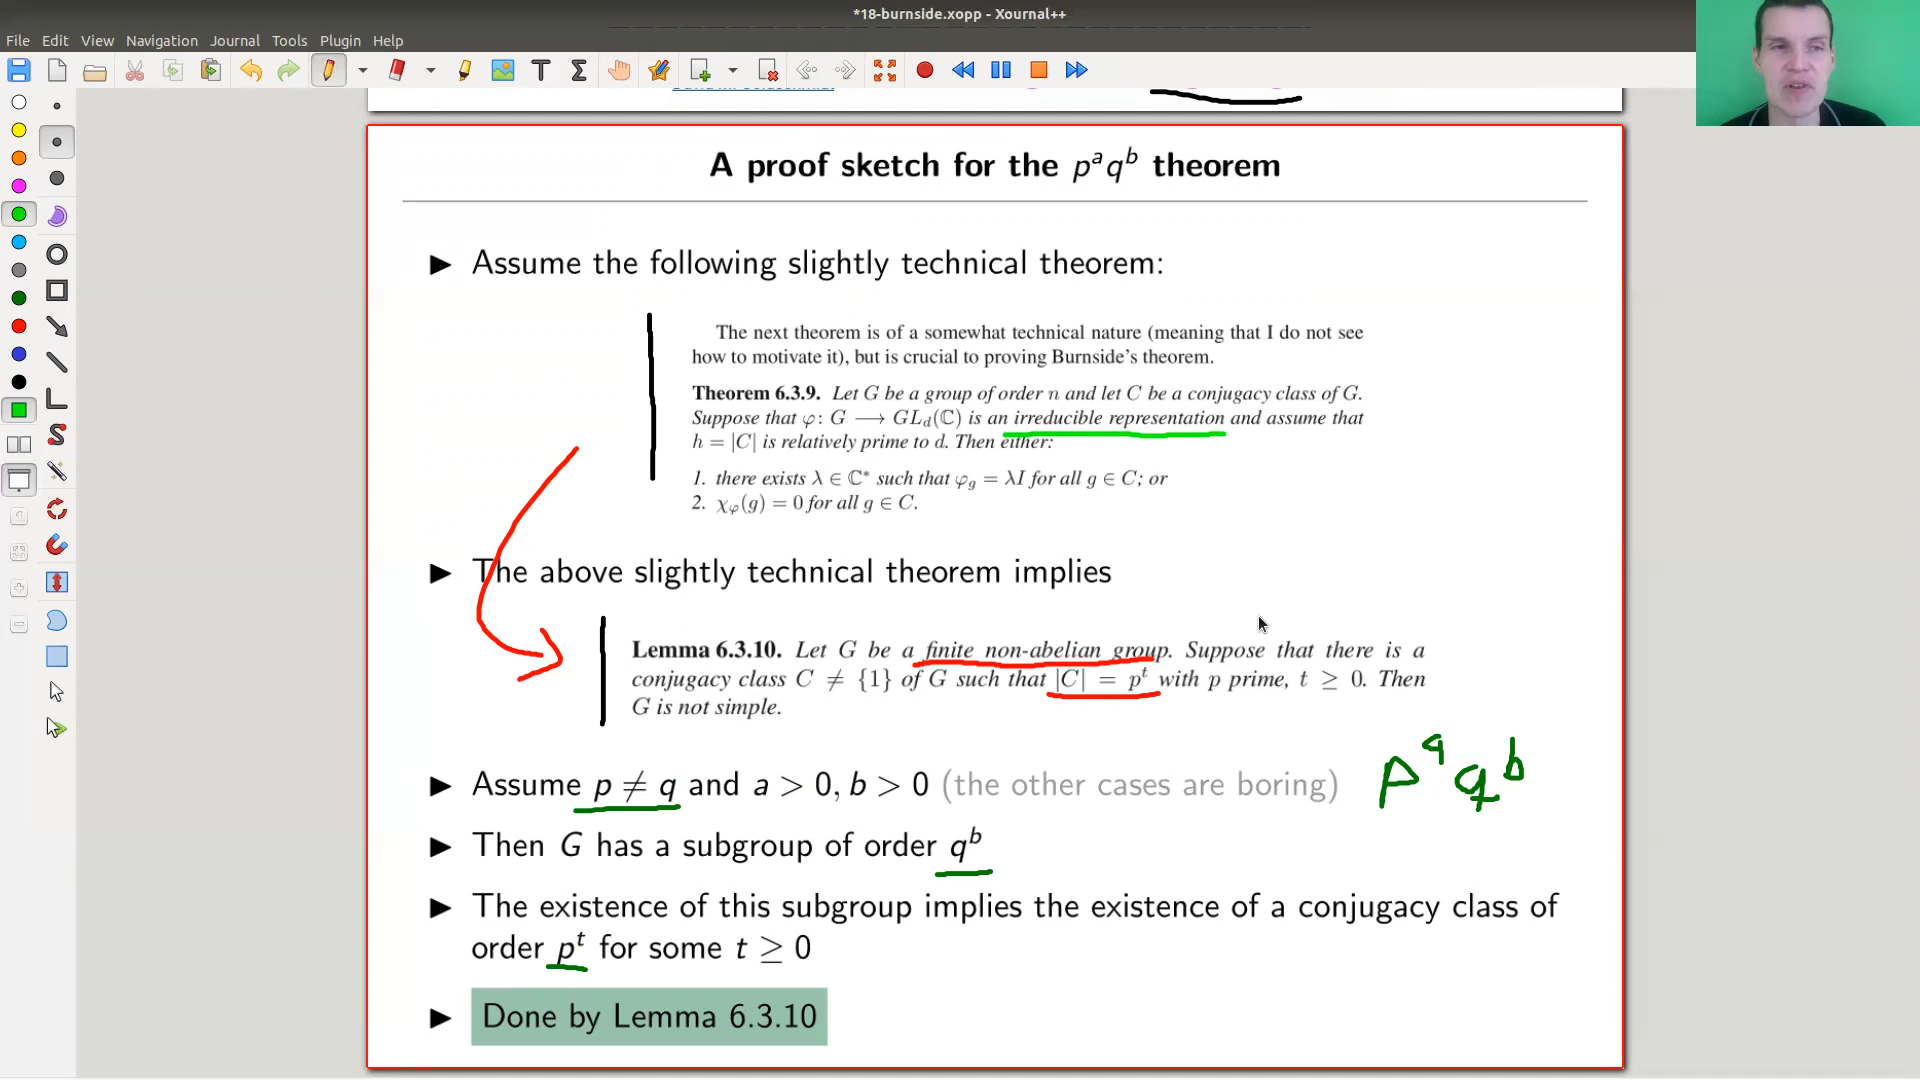 *18-burnside.xopp - Xournal++
File Edit View Navigation Journal Tools Plugin Help
A proof sketch for the pᵃqᵇ theorem
▶ Assume the following slightly technical theorem:
The next theorem is of a somewhat technical nature (meaning that I do not see
how to motivate it), but is crucial to proving Burnside's theorem.
Theorem 6.3.9. Let G be a group of order n and let C be a conjugacy class of G.
Suppose that φ: G ⟶ GL_d(ℂ) is an irreducible representation and assume that
h = |C| is relatively prime to d. Then either:
1. there exists λ ∈ ℂ* such that φ_g = λI for all g ∈ C; or
2. χ_φ(g) = 0 for all g ∈ C.
▶ The above slightly technical theorem implies
Lemma 6.3.10. Let G be a finite non-abelian group. Suppose that there is a
conjugacy class C ≠ {1} of G such that |C| = pᵗ with p prime, t ≥ 0. Then
G is not simple.
▶ Assume p ≠ q and a > 0, b > 0 (the other cases are boring)
pᵃ qᵇ
▶ Then G has a subgroup of order qᵇ
▶ The existence of this subgroup implies the existence of a conjugacy class of
order pᵗ for some t ≥ 0
▶ Done by Lemma 6.3.10